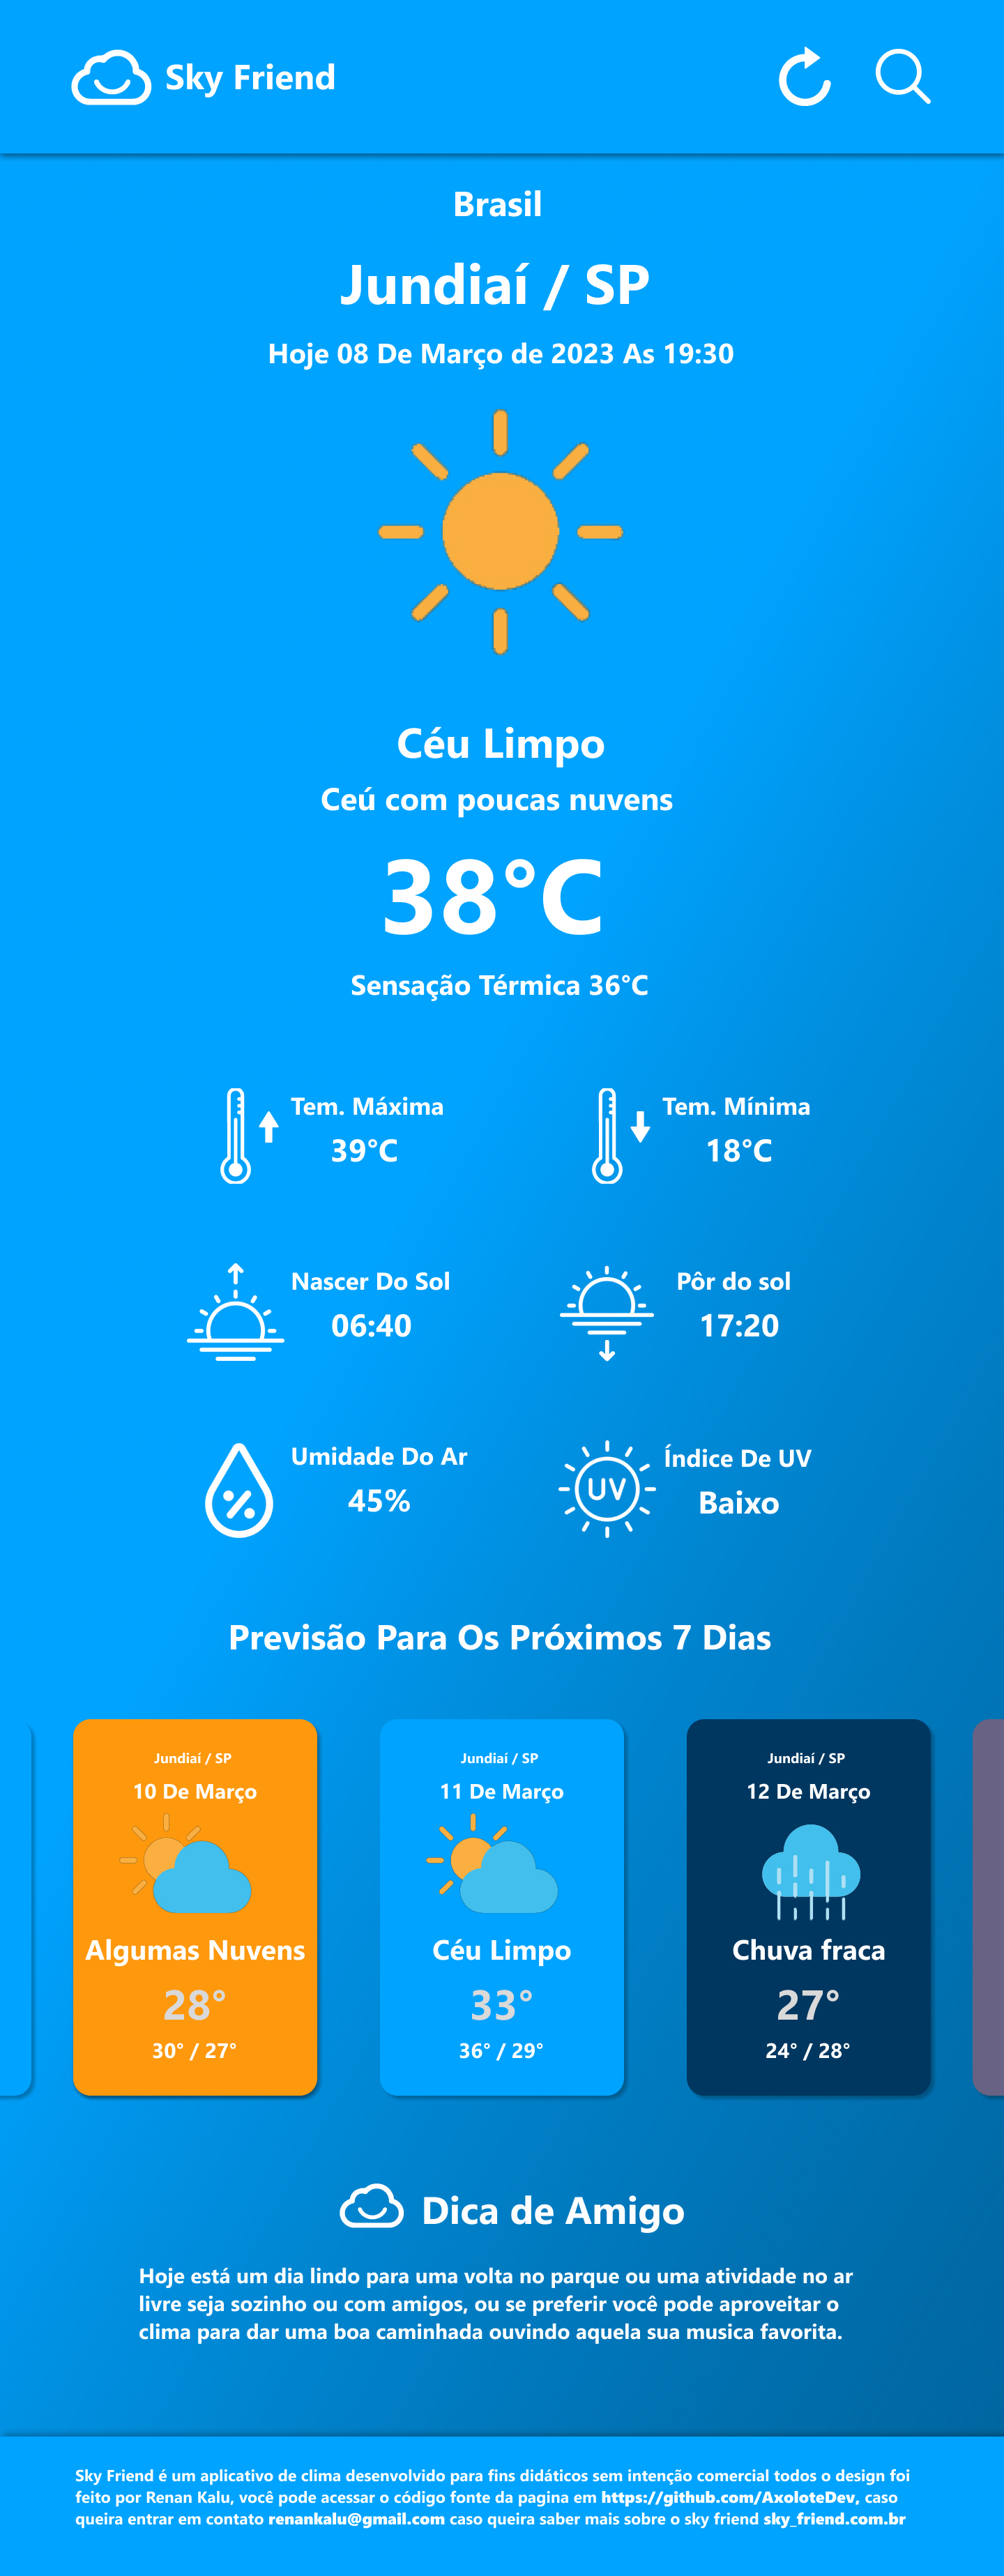 Sky Friend
Brasil
Jundiaí / SP
Hoje 08 De Março de 2023 As 19:30
Céu Limpo
Ceú com poucas nuvens
38°C
Sensação Térmica 36°C
Tem. Máxima
39°C
Tem. Mínima
18°C
Nascer Do Sol
06:40
Pôr do sol
17:20
Umidade Do Ar
45%
UV
Índice De UV
Baixo
Previsão Para Os Próximos 7 Dias
Jundiaí / SP
10 De Março
Algumas Nuvens
28°
30° / 27°
Jundiaí / SP
11 De Março
Céu Limpo
33°
36° / 29°
Jundiaí / SP
12 De Março
Chuva fraca
27°
24° / 28°
Dica de Amigo
Hoje está um dia lindo para uma volta no parque ou uma atividade no ar
livre seja sozinho ou com amigos, ou se preferir você pode aproveitar o
clima para dar uma boa caminhada ouvindo aquela sua musica favorita.
Sky Friend é um aplicativo de clima desenvolvido para fins didáticos sem intenção comercial todos o design foi
feito por Renan Kalu, você pode acessar o código fonte da pagina em https://github.com/AxoloteDev, caso
queira entrar em contato renankalu@gmail.com caso queira saber mais sobre o sky friend sky_friend.com.br